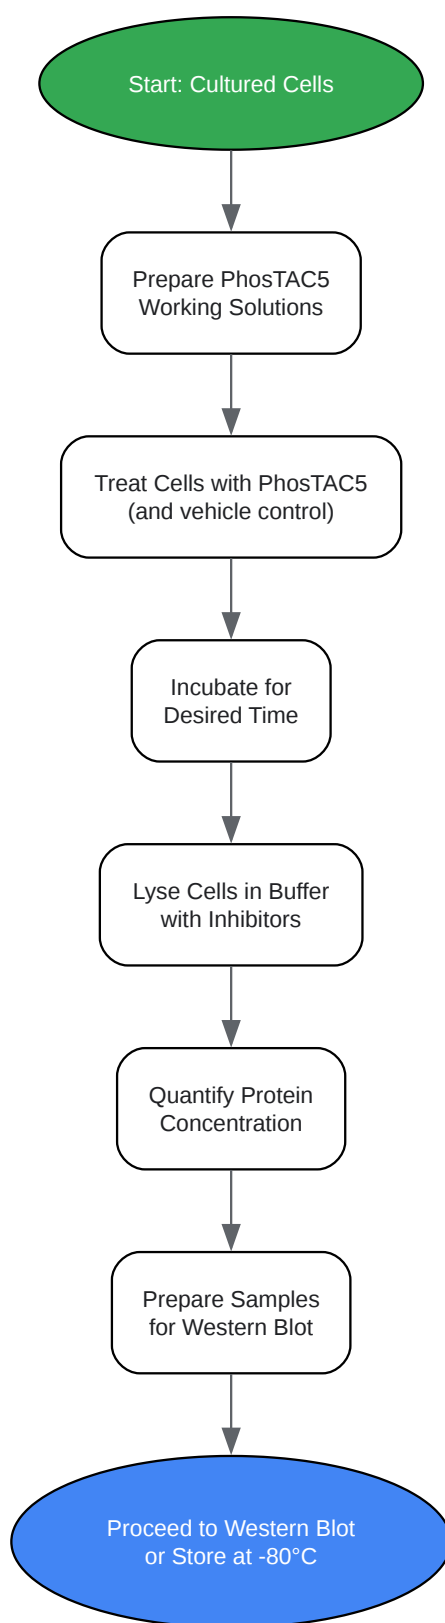 Start: Cultured Cells
Prepare PhosTAC5
Working Solutions
Treat Cells with PhosTAC5
(and vehicle control)
Incubate for
Desired Time
Lyse Cells in Buffer
with Inhibitors
Quantify Protein
Concentration
Prepare Samples
for Western Blot
Proceed to Western Blot
or Store at -80°C